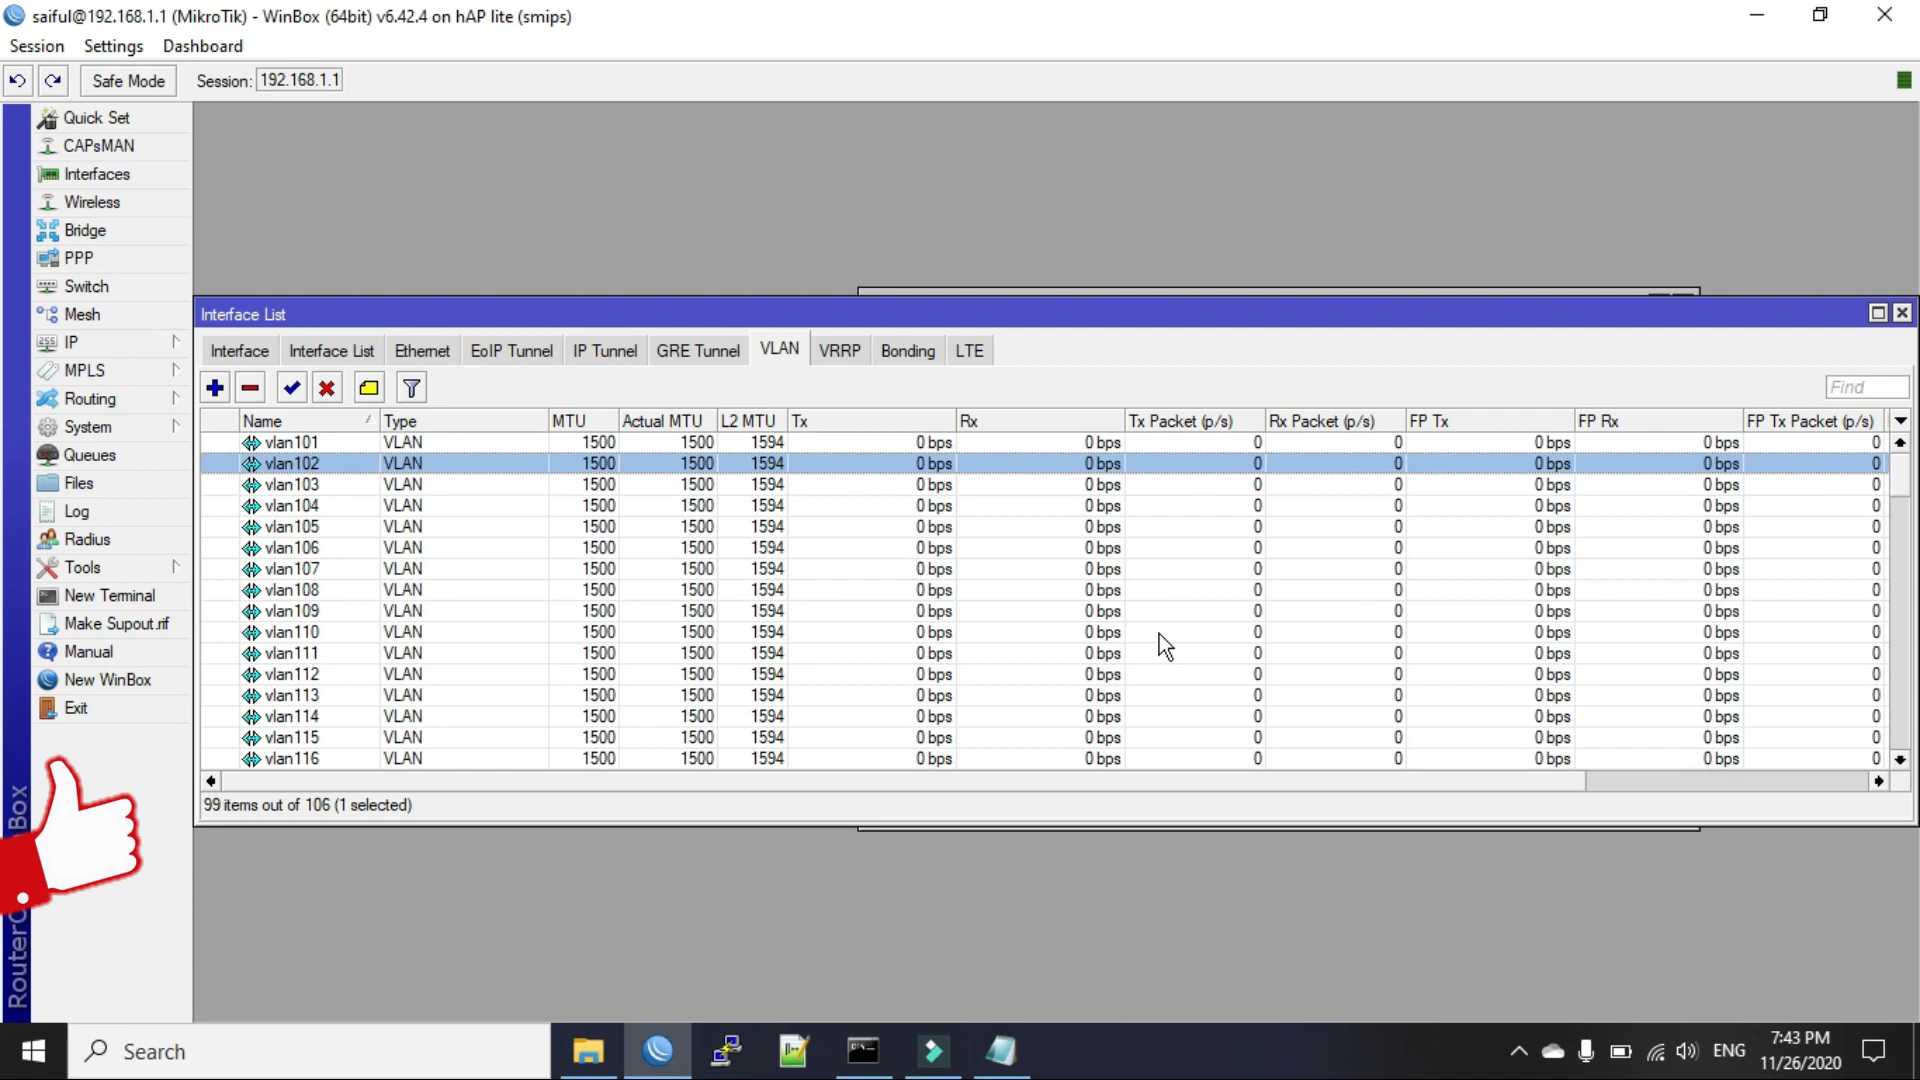 saiful@192.168.1.1 (MikroTik) - WinBox (64bit) v6.42.4 on hAP lite (smips)
Session Settings Dashboard
Safe Mode Session: 192.168.1.1
Quick Set
CAPsMAN
Interfaces
Wireless
Bridge
PPP
Switch
Mesh
IP
MPLS
Routing
System
Queues
Files
Log
Radius
Tools
New Terminal
Make Supout.rif
Manual
New WinBox
Exit
Interface List
Interface Interface List Ethernet EoIP Tunnel IP Tunnel GRE Tunnel VLAN VRRP Bonding LTE
Find
Name Type MTU Actual MTU L2 MTU Tx Rx Tx Packet (p/s) Rx Packet (p/s) FP Tx FP Rx FP Tx Packet (p/s)
vlan101 VLAN 1500 1500 1594 0 bps 0 bps 0 0 0 bps 0 bps 0
vlan102 VLAN 1500 1500 1594 0 bps 0 bps 0 0 0 bps 0 bps 0
vlan103 VLAN 1500 1500 1594 0 bps 0 bps 0 0 0 bps 0 bps 0
vlan104 VLAN 1500 1500 1594 0 bps 0 bps 0 0 0 bps 0 bps 0
vlan105 VLAN 1500 1500 1594 0 bps 0 bps 0 0 0 bps 0 bps 0
vlan106 VLAN 1500 1500 1594 0 bps 0 bps 0 0 0 bps 0 bps 0
vlan107 VLAN 1500 1500 1594 0 bps 0 bps 0 0 0 bps 0 bps 0
vlan108 VLAN 1500 1500 1594 0 bps 0 bps 0 0 0 bps 0 bps 0
vlan109 VLAN 1500 1500 1594 0 bps 0 bps 0 0 0 bps 0 bps 0
vlan110 VLAN 1500 1500 1594 0 bps 0 bps 0 0 0 bps 0 bps 0
vlan111 VLAN 1500 1500 1594 0 bps 0 bps 0 0 0 bps 0 bps 0
vlan112 VLAN 1500 1500 1594 0 bps 0 bps 0 0 0 bps 0 bps 0
vlan113 VLAN 1500 1500 1594 0 bps 0 bps 0 0 0 bps 0 bps 0
vlan114 VLAN 1500 1500 1594 0 bps 0 bps 0 0 0 bps 0 bps 0
vlan115 VLAN 1500 1500 1594 0 bps 0 bps 0 0 0 bps 0 bps 0
vlan116 VLAN 1500 1500 1594 0 bps 0 bps 0 0 0 bps 0 bps 0
99 items out of 106 (1 selected)
Search
ENG
7:43 PM
11/26/2020